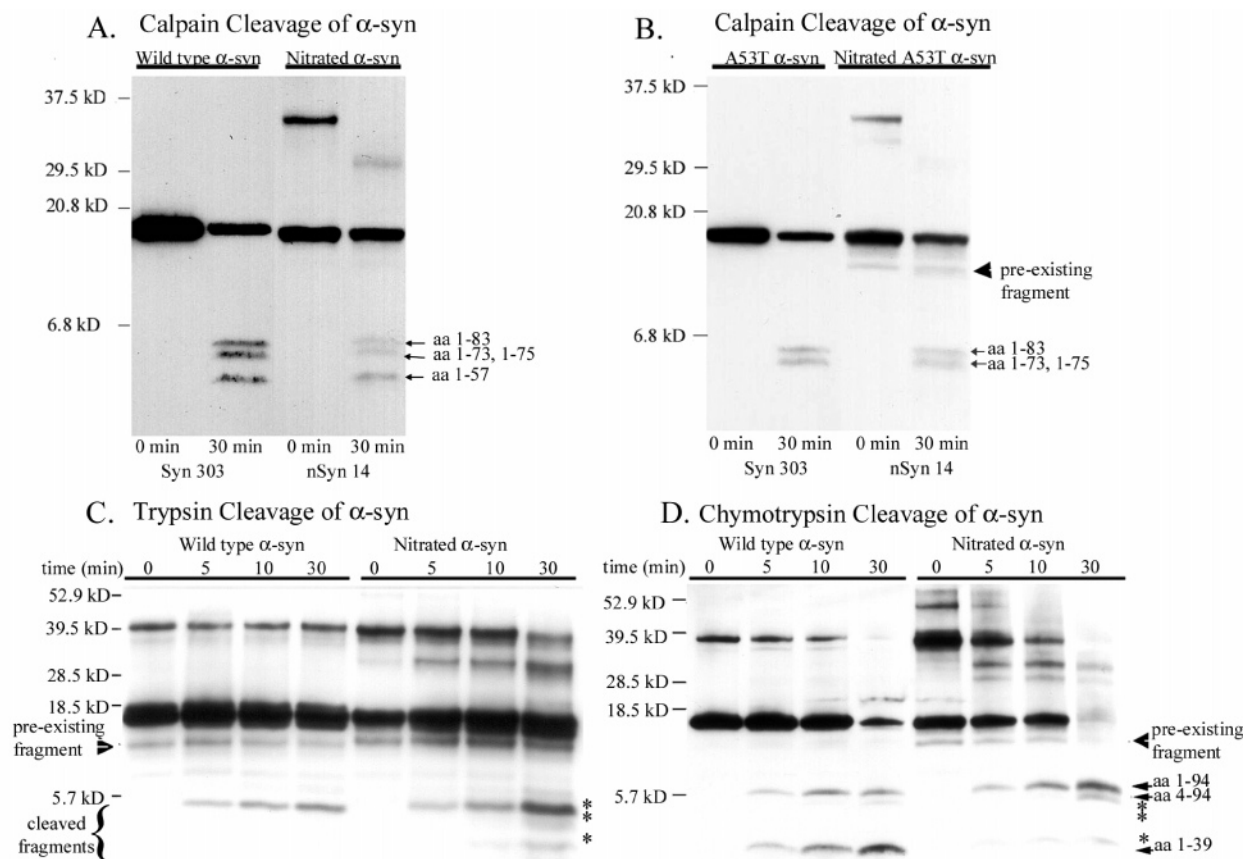 A. Calpain Cleavage of α-syn
Wild type α-syn Nitrated α-syn
37.5 kD
29.5 kD
20.8 kD
6.8 kD
aa 1-83
aa 1-73, 1-75
aa 1-57
0 min 30 min 0 min 30 min
Syn 303 nSyn 14
B. Calpain Cleavage of α-syn
A53T α-syn Nitrated A53T α-syn
37.5 kD
29.5 kD
20.8 kD
pre-existing
fragment
6.8 kD
aa 1-83
aa 1-73, 1-75
0 min 30 min 0 min 30 min
Syn 303 nSyn 14
C. Trypsin Cleavage of α-syn
Wild type α-syn Nitrated α-syn
time (min) 0 5 10 30 0 5 10 30
52.9 kD
39.5 kD
28.5 kD
18.5 kD
pre-existing
fragment
5.7 kD
cleaved
fragments
*
*
*
D. Chymotrypsin Cleavage of α-syn
Wild type α-syn Nitrated α-syn
time (min) 0 5 10 30 0 5 10 30
52.9 kD
39.5 kD
28.5 kD
18.5 kD
pre-existing
fragment
aa 1-94
5.7 kD
aa 4-94
*
*
*
aa 1-39